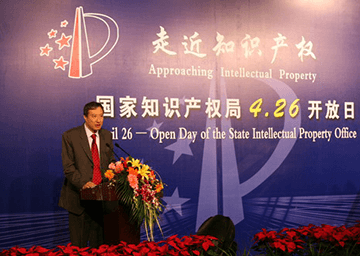 走近知识产权
Approaching Intellectual Property
国家知识产权局 4.26 开放日
26 — Open Day of the State Intellectual Property Office